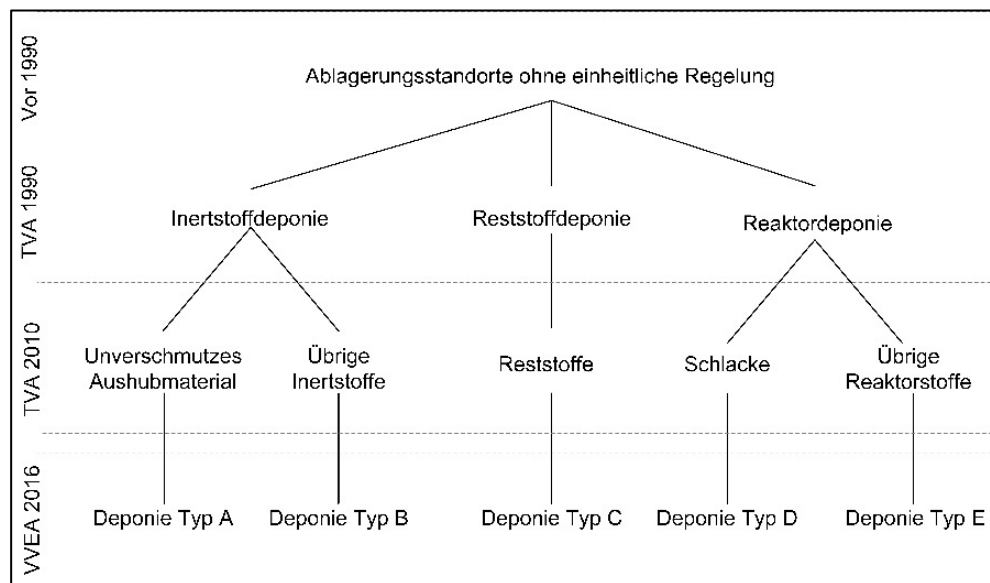 Vor 1990
Ablagerungsstandorte ohne einheitliche Regelung
TVA 1990
Inertstoffdeponie
Reststoffdeponie
Reaktordeponie
TVA 2010
Unverschmutzes
Aushubmaterial
Übrige
Inertstoffe
Reststoffe
Schlacke
Übrige
Reaktorstoffe
VVEA 2016
Deponie Typ A
Deponie Typ B
Deponie Typ C
Deponie Typ D
Deponie Typ E